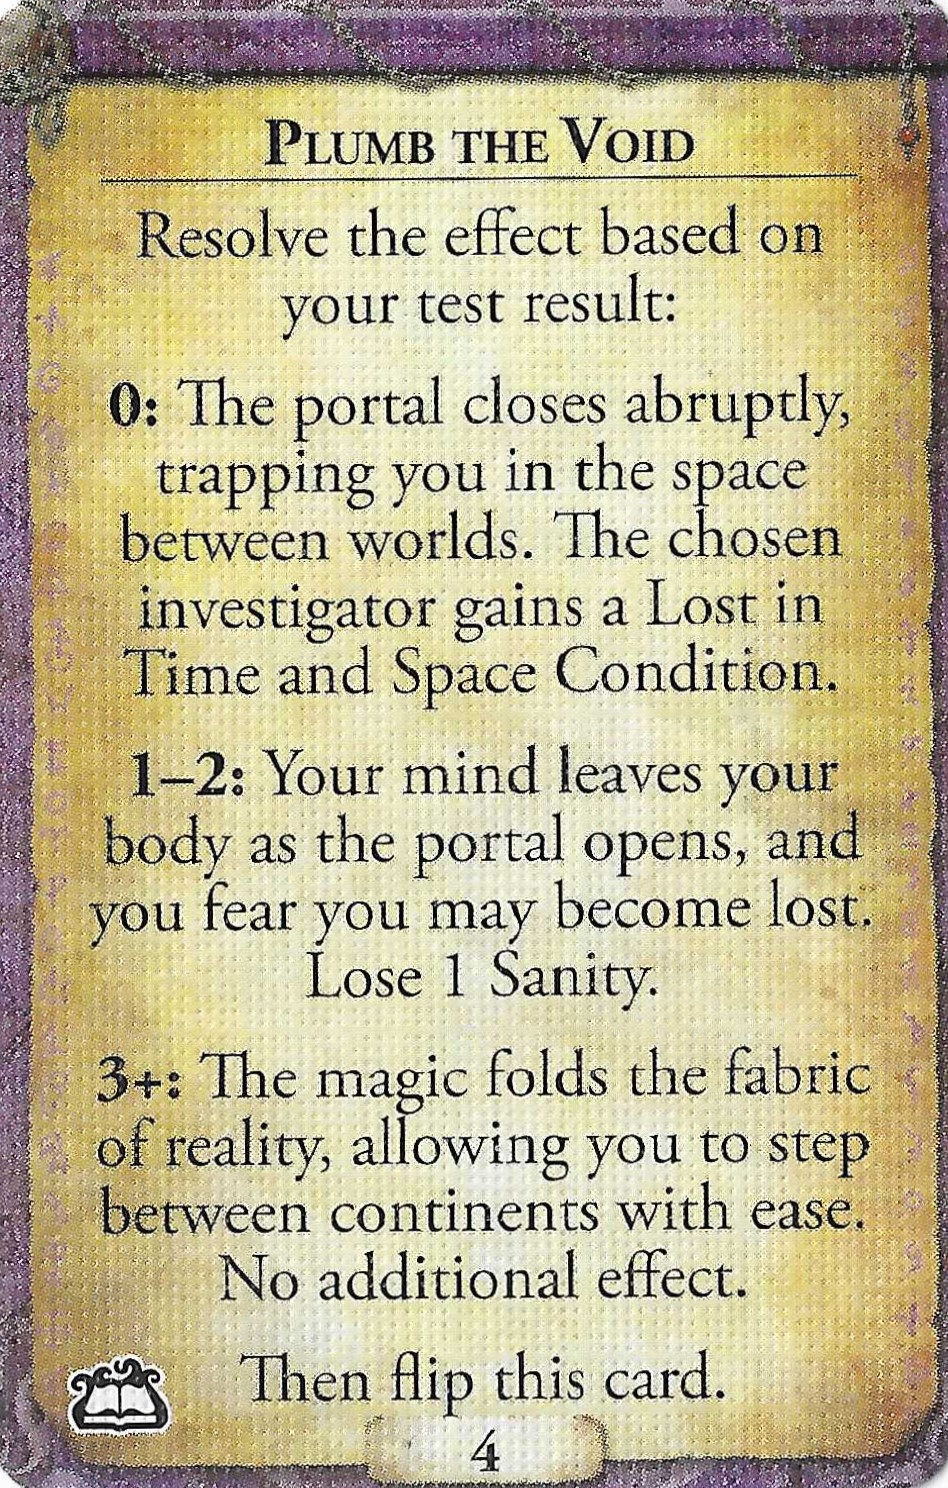 Plumb the Void
Resolve the effect based on
your test result:
0: The portal closes abruptly,
trapping you in the space
between worlds. The chosen
investigator gains a Lost in
Time and Space Condition.
1–2: Your mind leaves your
body as the portal opens, and
you fear you may become lost.
Lose 1 Sanity.
3+: The magic folds the fabric
of reality, allowing you to step
between continents with ease.
No additional effect.
Then flip this card.
4